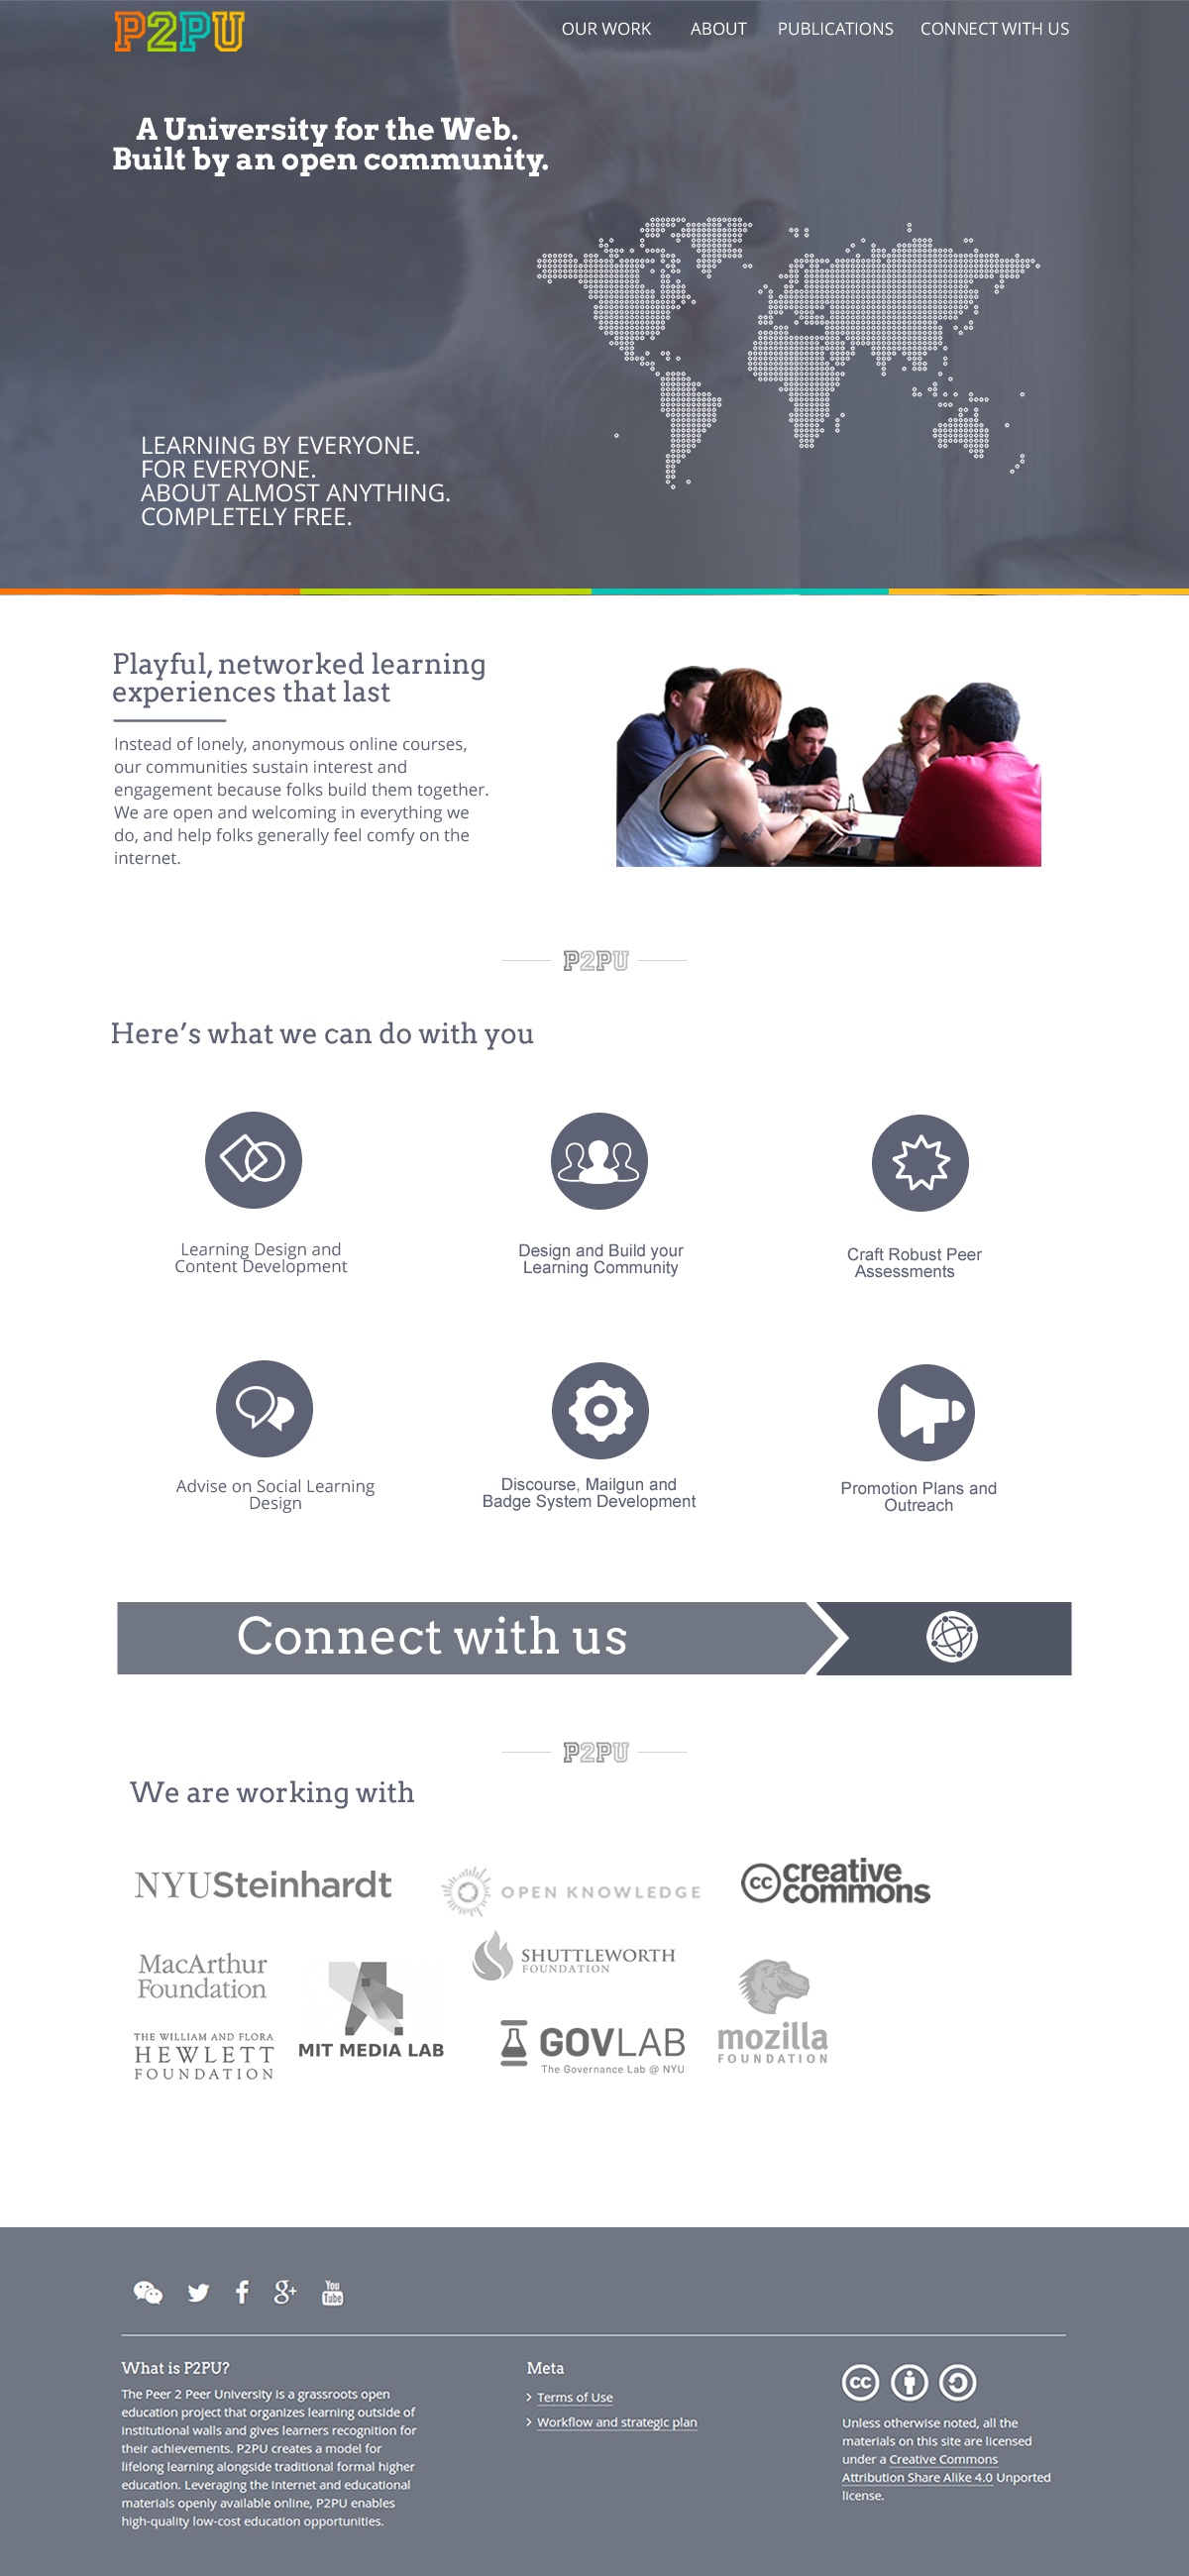 P2PU
OUR WORK ABOUT PUBLICATIONS CONNECT WITH US
A University for the Web.
Built by an open community.
LEARNING BY EVERYONE.
FOR EVERYONE.
ABOUT ALMOST ANYTHING.
COMPLETELY FREE.
Playful, networked learning
experiences that last
Instead of lonely, anonymous online courses,
our communities sustain interest and
engagement because folks build them together.
We are open and welcoming in everything we
do, and help folks generally feel comfy on the
internet.
P2PU
Here’s what we can do with you
Learning Design and
Content Development
Design and Build your
Learning Community
Craft Robust Peer
Assessments
Advise on Social Learning
Design
Discourse, Mailgun and
Badge System Development
Promotion Plans and
Outreach
Connect with us
P2PU
We are working with
NYUSteinhardt
OPEN KNOWLEDGE
cc creative
commons
MacArthur
Foundation
THE WILLIAM AND FLORA
HEWLETT
FOUNDATION
MIT MEDIA LAB
SHUTTLEWORTH
FOUNDATION
GOVLAB
The Governance Lab @ NYU
mozilla
FOUNDATION
g+
You
Tube
What is P2PU?
The Peer 2 Peer University is a grassroots open
education project that organizes learning outside of
institutional walls and gives learners recognition for
their achievements. P2PU creates a model for
lifelong learning alongside traditional formal higher
education. Leveraging the internet and educational
materials openly available online, P2PU enables
high-quality low-cost education opportunities.
Meta
Terms of Use
Workflow and strategic plan
cc
Unless otherwise noted, all the
materials on this site are licensed
under a Creative Commons
Attribution Share Alike 4.0 Unported
license.